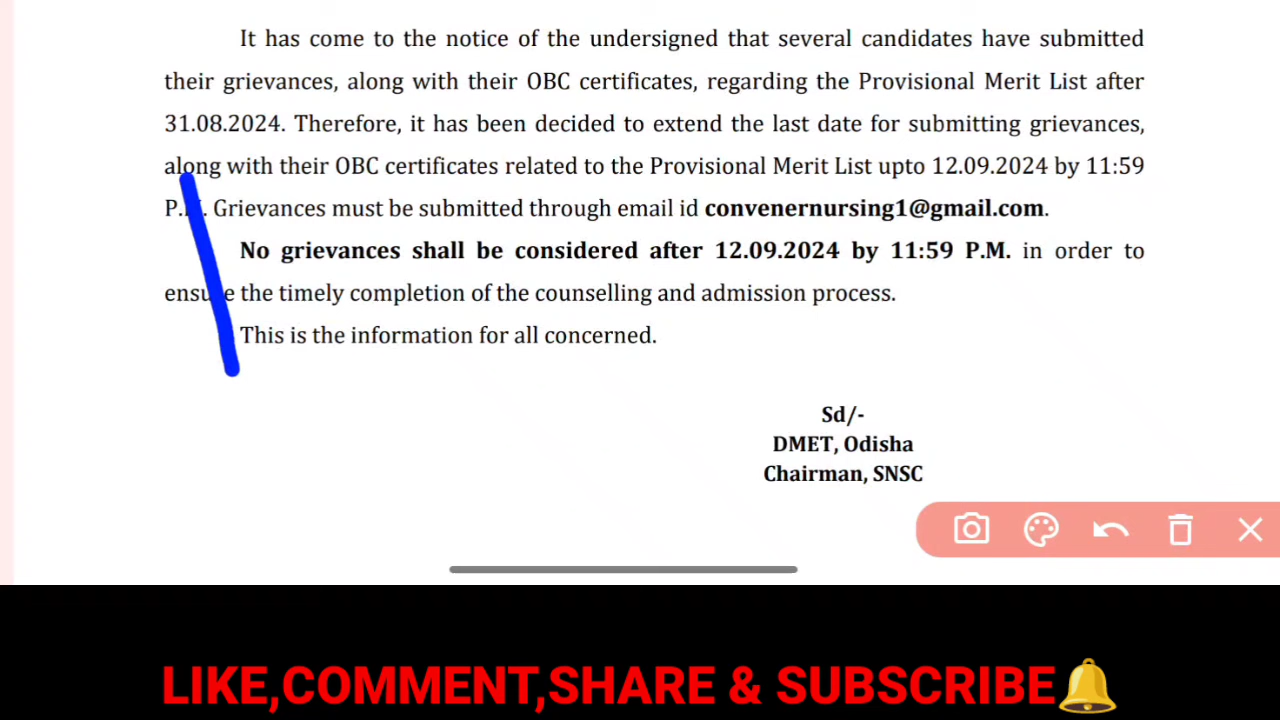 It has come to the notice of the undersigned that several candidates have submitted
their grievances, along with their OBC certificates, regarding the Provisional Merit List after
31.08.2024. Therefore, it has been decided to extend the last date for submitting grievances,
along with their OBC certificates related to the Provisional Merit List upto 12.09.2024 by 11:59
P.M. Grievances must be submitted through email id convenernursing1@gmail.com.
No grievances shall be considered after 12.09.2024 by 11:59 P.M. in order to
ensure the timely completion of the counselling and admission process.
This is the information for all concerned.
Sd/-
DMET, Odisha
Chairman, SNSC
LIKE,COMMENT,SHARE & SUBSCRIBE🔔